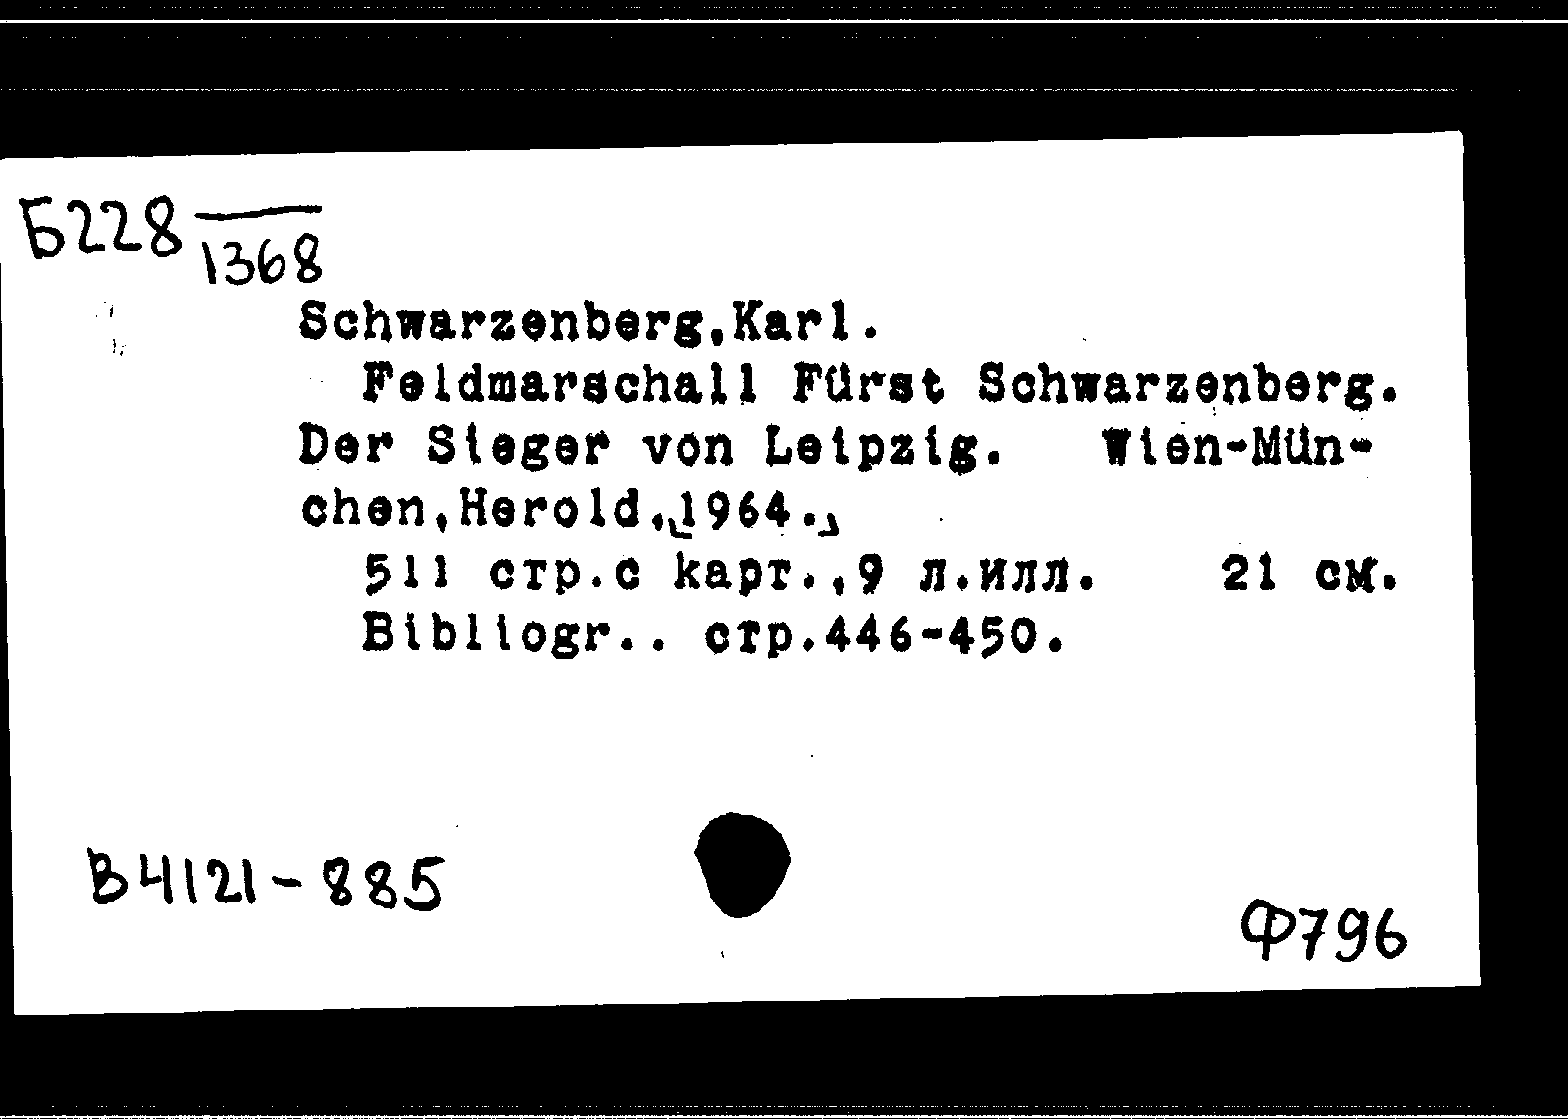 Б228
1368
Schwarzenberg,Karl.
Feldmarschall Fürst Schwarzenberg.
Der Sieger von Leipzig. Wien-Mün-
chen,Herold,[1964.]
511 стр.с карт.,9 л.илл. 21 см.
Bibliogr.. стр.446-450.
В4121-885
Ф796